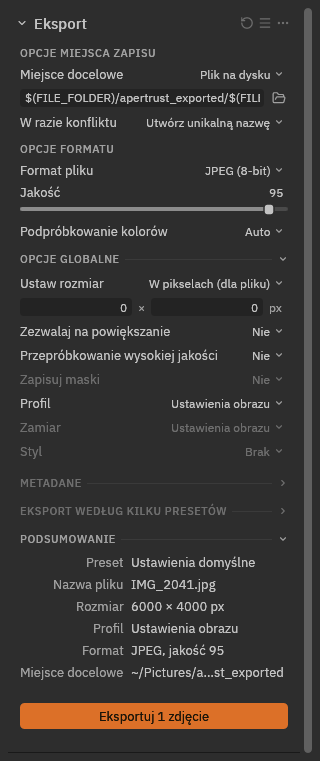 Eksport
OPCJE MIEJSCA ZAPISU
Miejsce docelowe Plik na dysku
$(FILE_FOLDER)/apertrust_exported/$(FILI
W razie konfliktu Utwórz unikalną nazwę
OPCJE FORMATU
Format pliku JPEG (8-bit)
Jakość 95
Podpróbkowanie kolorów Auto
OPCJE GLOBALNE
Ustaw rozmiar W pikselach (dla pliku)
0 × 0 px
Zezwalaj na powiększanie Nie
Przepróbkowanie wysokiej jakości Nie
Zapisuj maski Nie
Profil Ustawienia obrazu
Zamiar Ustawienia obrazu
Styl Brak
METADANE
EKSPORT WEDŁUG KILKU PRESETÓW
PODSUMOWANIE
Preset Ustawienia domyślne
Nazwa pliku IMG_2041.jpg
Rozmiar 6000 × 4000 px
Profil Ustawienia obrazu
Format JPEG, jakość 95
Miejsce docelowe ~/Pictures/a...st_exported
Eksportuj 1 zdjęcie